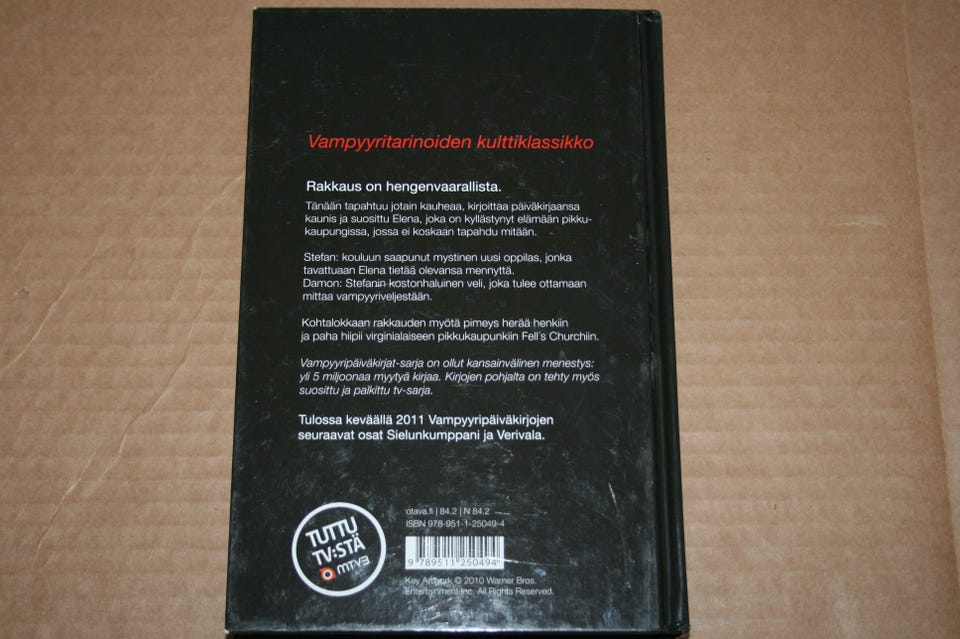 Vampyyritarinoiden kulttiklassikko
Rakkaus on hengenvaarallista.
Tänään tapahtuu jotain kauheaa, kirjoittaa päiväkirjaansa
kaunis ja suosittu Elena, joka on kyllästynyt elämään pikku-
kaupungissa, jossa ei koskaan tapahdu mitään.
Stefan: kouluun saapunut mystinen uusi oppilas, jonka
tavattuaan Elena tietää olevansa mennyttä.
Damon: Stefanin kostonhaluinen veli, joka tulee ottamaan
mittaa vampyyriveljestään.
Kohtalokkaan rakkauden myötä pimeys herää henkiin
ja paha hiipii virginialaiseen pikkukaupunkiin Fell´s Churchiin.
Vampyyripäiväkirjat-sarja on ollut kansainvälinen menestys:
yli 5 miljoonaa myytyä kirjaa. Kirjojen pohjalta on tehty myös
suosittu ja palkittu tv-sarja.
Tulossa keväällä 2011 Vampyyripäiväkirjojen
seuraavat osat Sielunkumppani ja Verivala.
TUTTU
TV:STÄ
MTV3
otava.fi | 84.2 | N 84.2
ISBN 978-951-1-25049-4
9 789511 250494
Key Artwork © 2010 Warner Bros.
Entertainment Inc. All Rights Reserved.